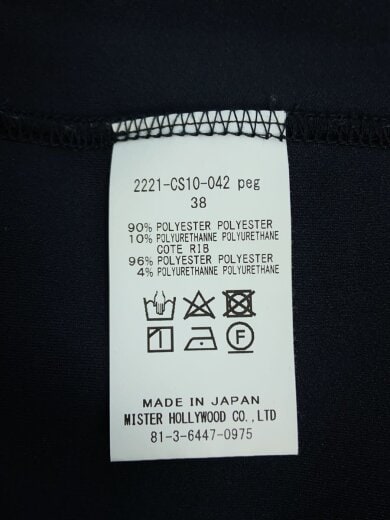 2221-CS10-042 peg
38
90% POLYESTER POLYESTER
10% POLYURETHANNE POLYURETHANE
COTE RIB
96% POLYESTER POLYESTER
4% POLYURETHANNE POLYURETHANE
F
MADE IN JAPAN
MISTER HOLLYWOOD CO.,LTD
81-3-6447-0975